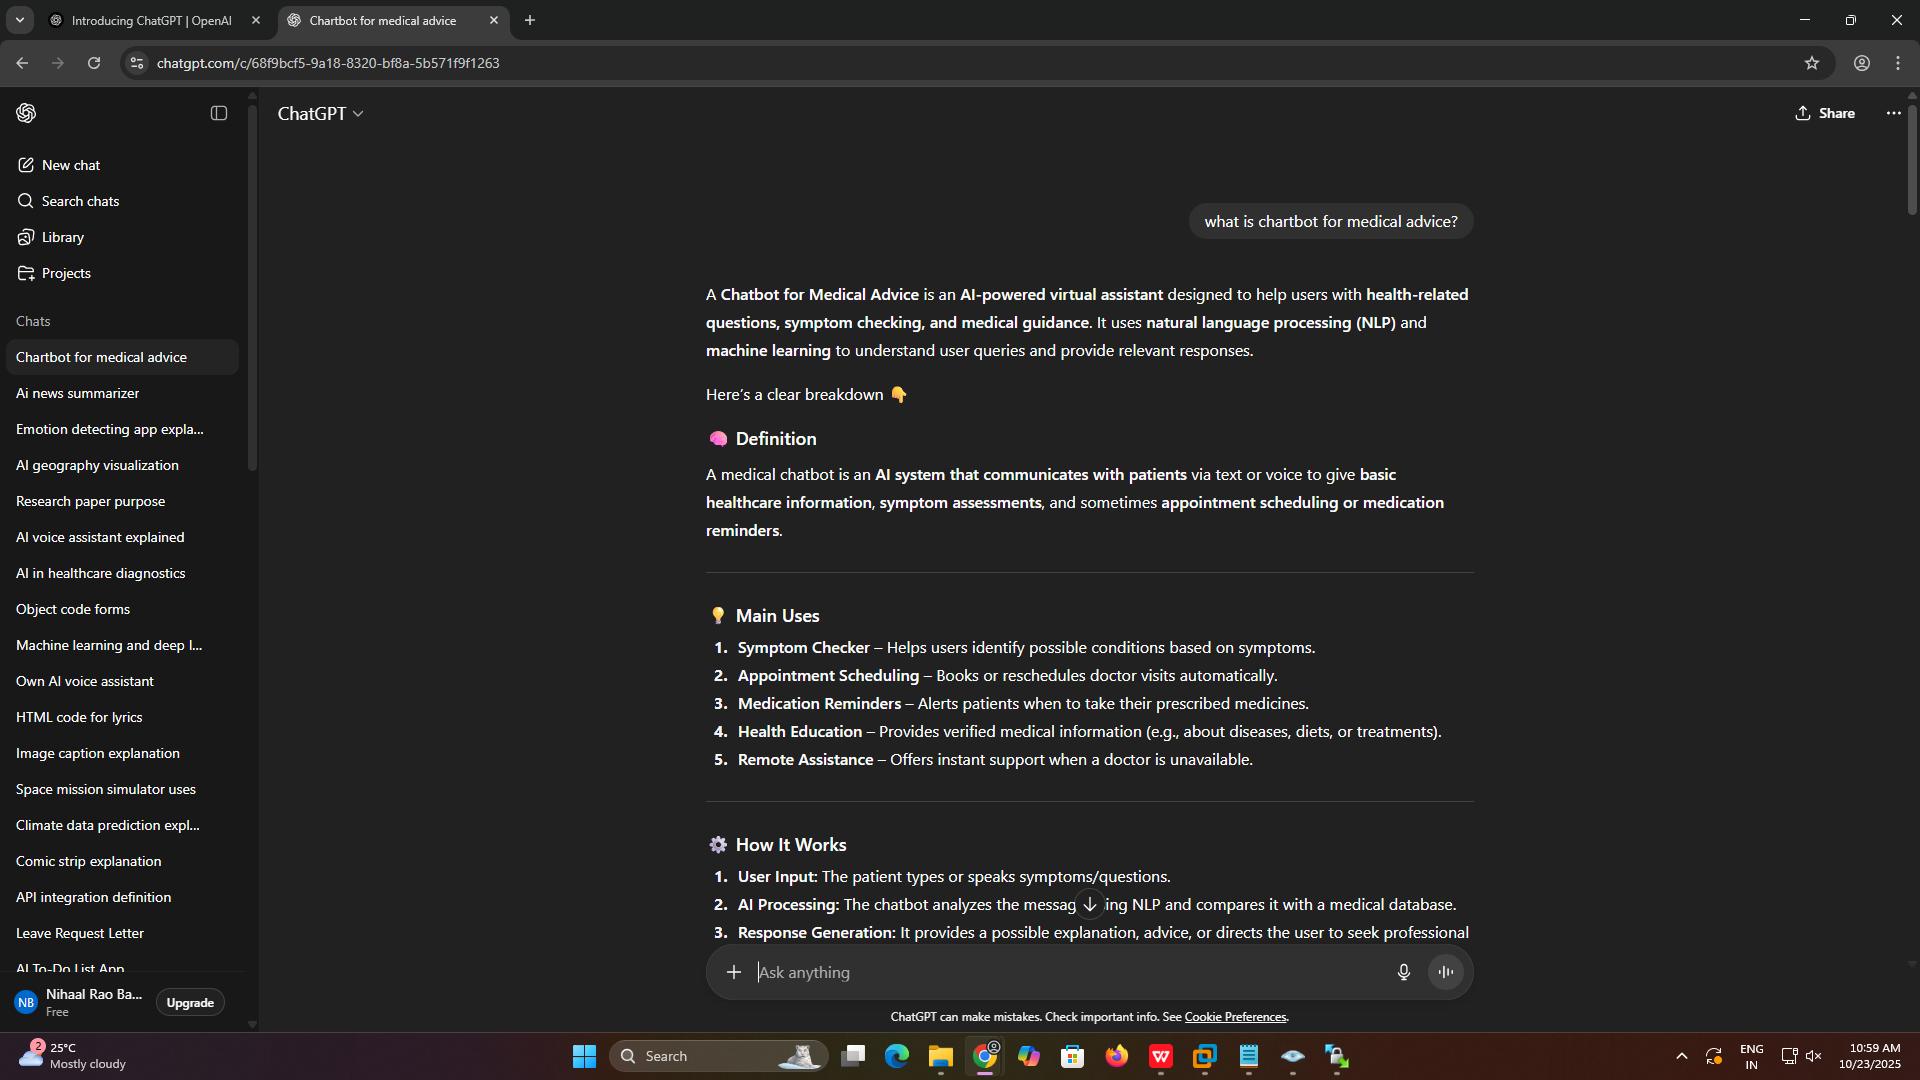 Introducing ChatGPT | OpenAI
Chartbot for medical advice
chatgpt.com/c/68f9bcf5-9a18-8320-bf8a-5b571f9f1263
ChatGPT
Share
New chat
Search chats
Library
Projects
Chats
Chartbot for medical advice
Ai news summarizer
Emotion detecting app expla...
AI geography visualization
Research paper purpose
AI voice assistant explained
AI in healthcare diagnostics
Object code forms
Machine learning and deep l...
Own AI voice assistant
HTML code for lyrics
Image caption explanation
Space mission simulator uses
Climate data prediction expl...
Comic strip explanation
API integration definition
Leave Request Letter
AI To-Do List App
NB
Nihaal Rao Ba...
Free
Upgrade
what is chartbot for medical advice?
A Chatbot for Medical Advice is an AI-powered virtual assistant designed to help users with health-related
questions, symptom checking, and medical guidance. It uses natural language processing (NLP) and
machine learning to understand user queries and provide relevant responses.
Here's a clear breakdown 👇
🧠 Definition
A medical chatbot is an AI system that communicates with patients via text or voice to give basic
healthcare information, symptom assessments, and sometimes appointment scheduling or medication
reminders.
💡 Main Uses
1. Symptom Checker – Helps users identify possible conditions based on symptoms.
2. Appointment Scheduling – Books or reschedules doctor visits automatically.
3. Medication Reminders – Alerts patients when to take their prescribed medicines.
4. Health Education – Provides verified medical information (e.g., about diseases, diets, or treatments).
5. Remote Assistance – Offers instant support when a doctor is unavailable.
⚙️ How It Works
1. User Input: The patient types or speaks symptoms/questions.
2. AI Processing: The chatbot analyzes the messag ing NLP and compares it with a medical database.
3. Response Generation: It provides a possible explanation, advice, or directs the user to seek professional
Ask anything
ChatGPT can make mistakes. Check important info. See Cookie Preferences.
2
25°C
Mostly cloudy
Search
ENG
IN
10:59 AM
10/23/2025